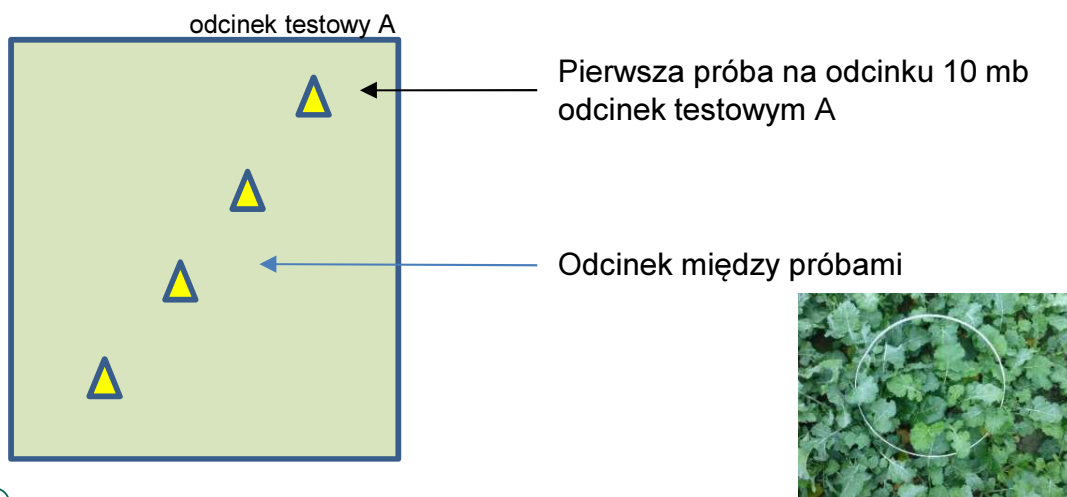 odcinek testowy A
Pierwsza próba na odcinku 10 mb
odcinek testowym A
Odcinek między próbami